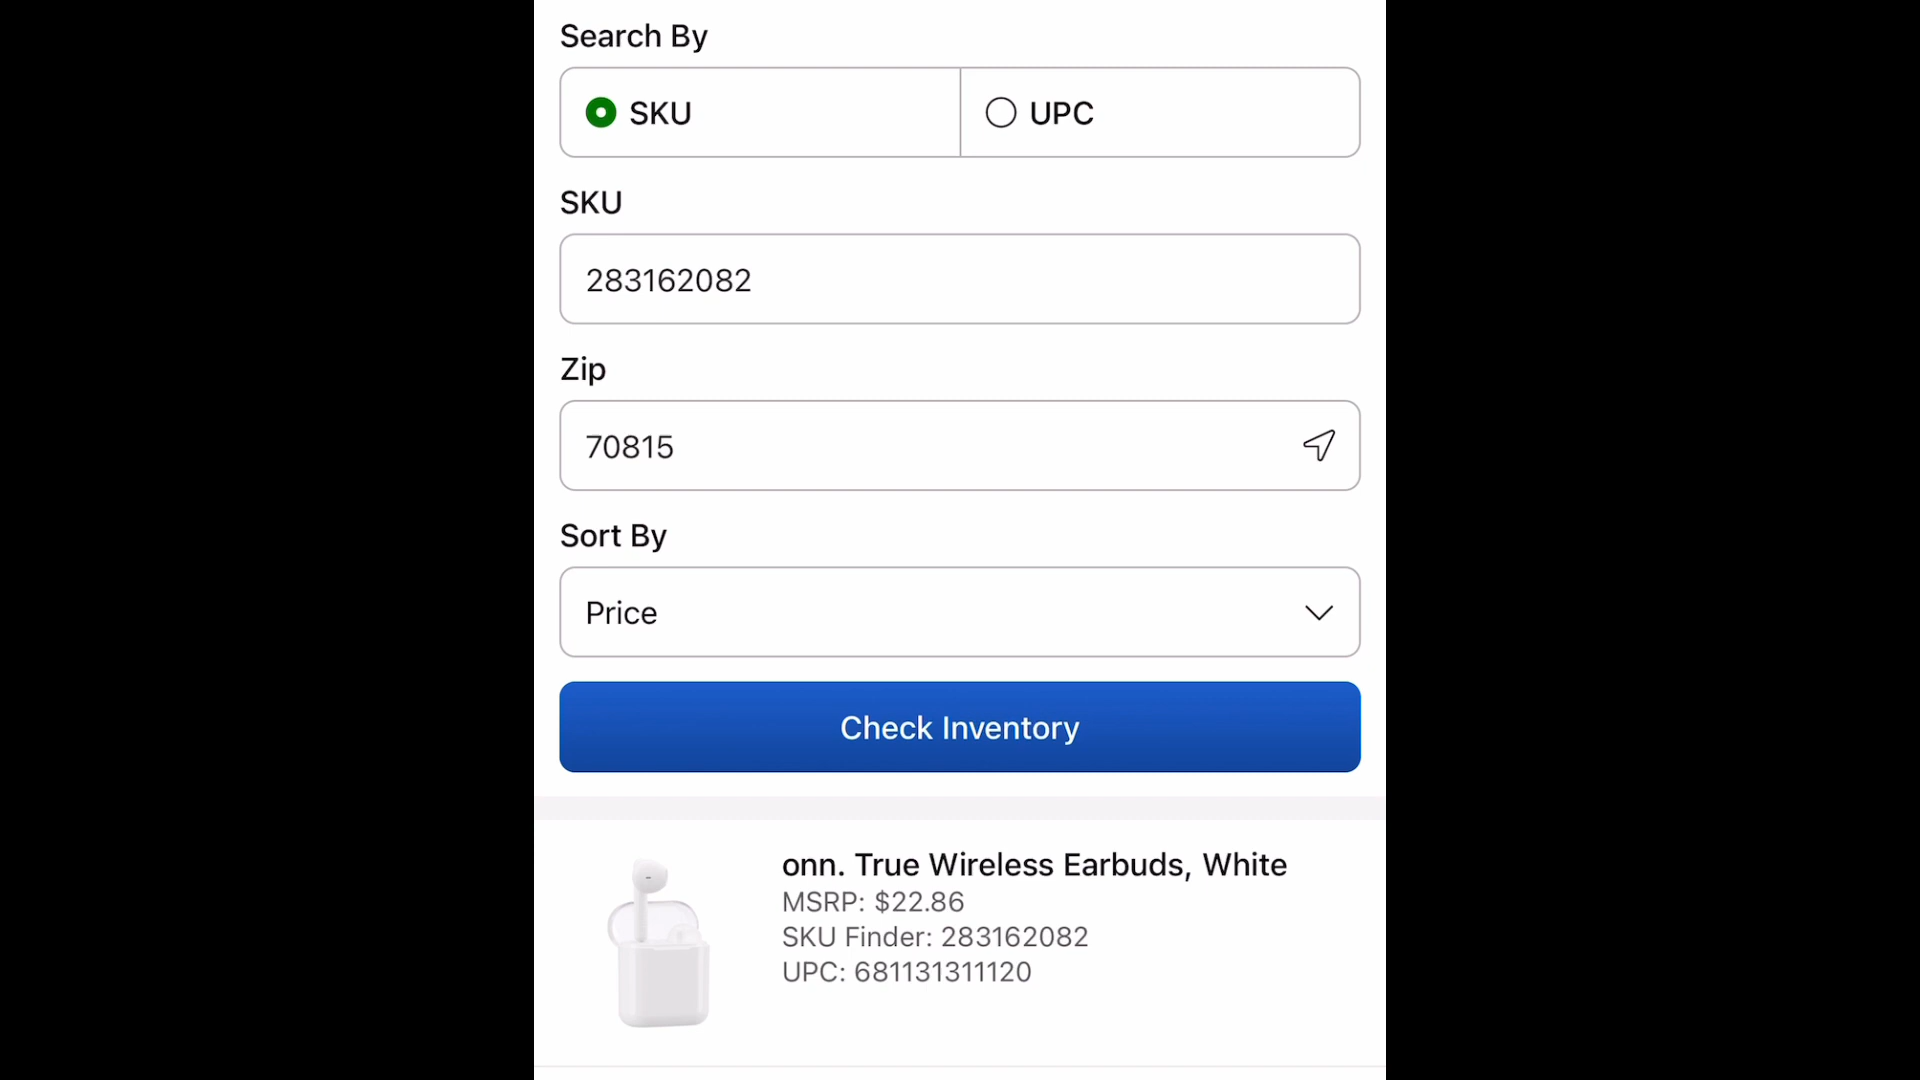 Search By
SKU
UPC
SKU
283162082
Zip
70815
Sort By
Price
Check Inventory
onn. True Wireless Earbuds, White
MSRP: $22.86
SKU Finder: 283162082
UPC: 681131311120